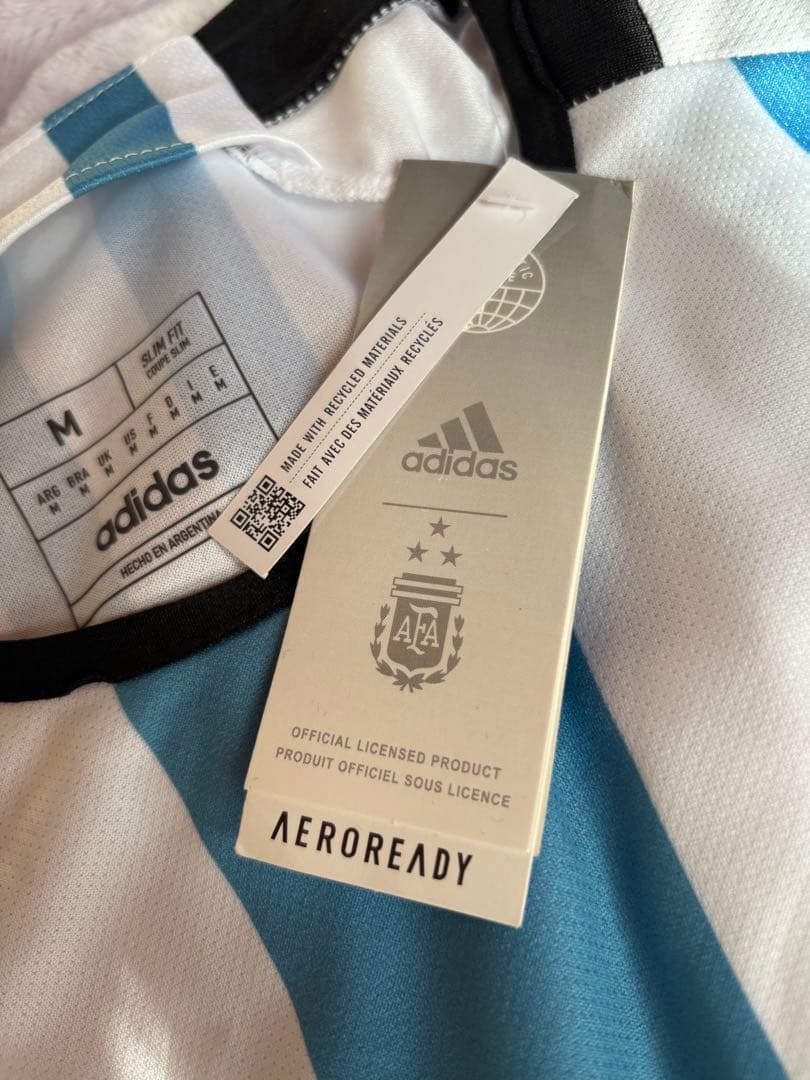 M
SLIM FIT
COUPE SLIM
ARG BRA UK US F D I E
M M M M M M M M
adidas
HECHO EN ARGENTINA
MADE WITH RECYCLED MATERIALS
FAIT AVEC DES MATÉRIAUX RECYCLÉS
adidas
AFA
OFFICIAL LICENSED PRODUCT
PRODUIT OFFICIEL SOUS LICENCE
AEROREADY